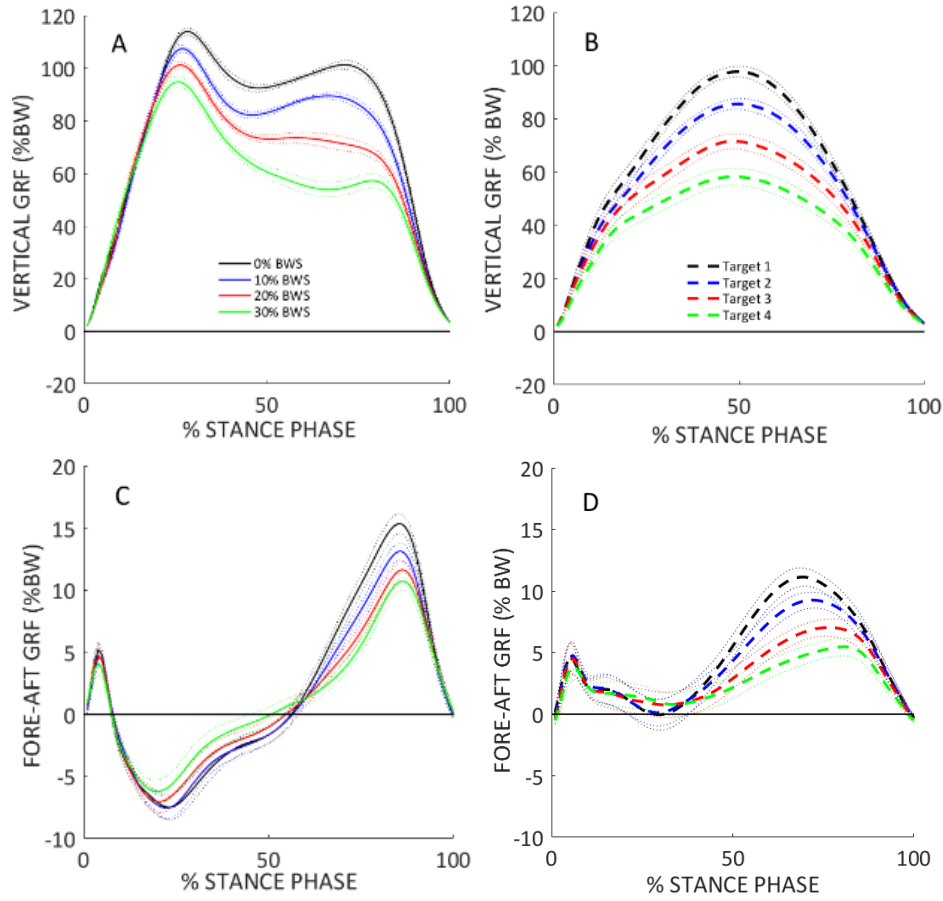 A
VERTICAL GRF (%BW)
120
100
80
60
40
20
0
-20
0% BWS
10% BWS
20% BWS
30% BWS
0 50 100
% STANCE PHASE
B
VERTICAL GRF (% BW)
120
100
80
60
40
20
0
-20
Target 1
Target 2
Target 3
Target 4
0 50 100
% STANCE PHASE
C
FORE-AFT GRF (%BW)
20
15
10
5
0
-5
-10
0 50 100
% STANCE PHASE
D
FORE-AFT GRF (% BW)
20
15
10
5
0
-5
-10
0 50 100
% STANCE PHASE